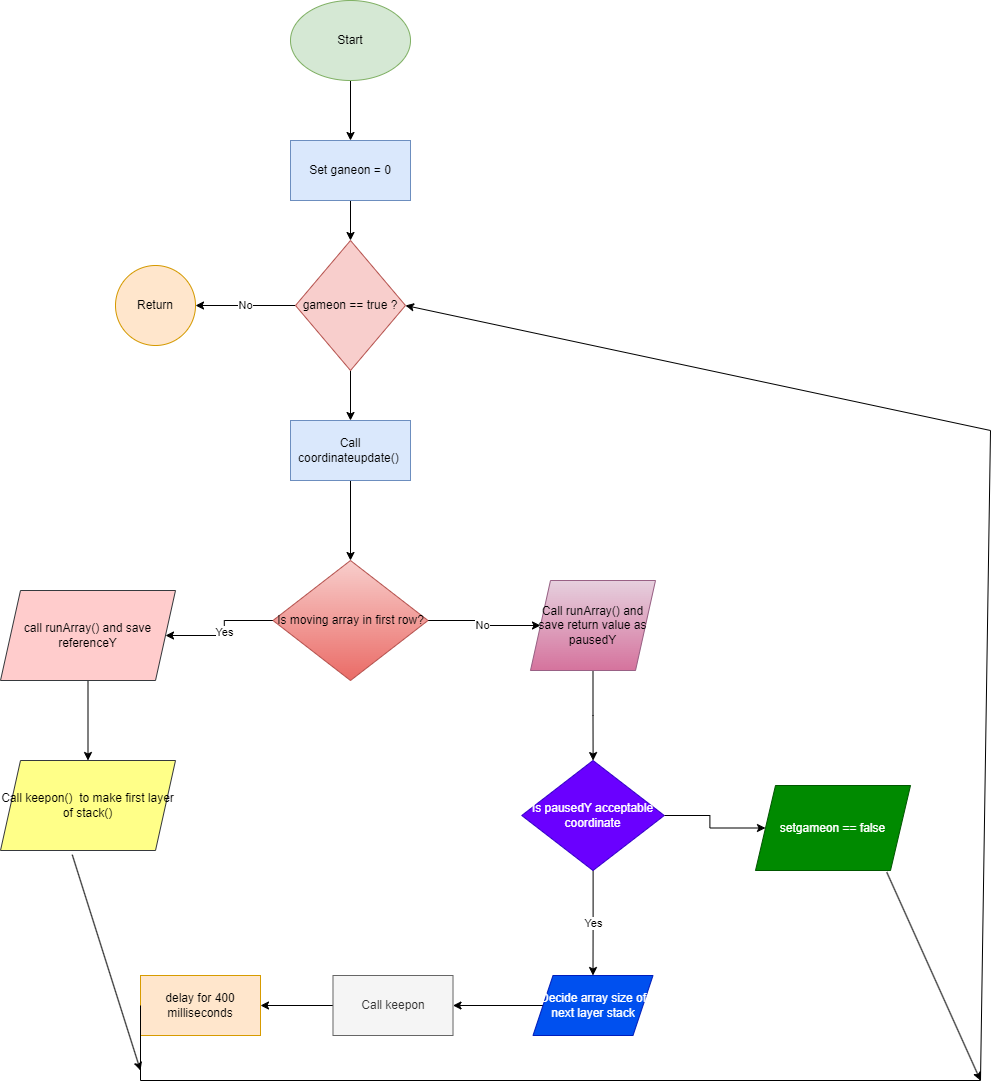 Start
Set ganeon = 0
gameon == true ?
No
Return
Call
coordinateupdate()
Is moving array in first row?
Yes
No
call runArray() and save
referenceY
Call runArray() and
save return value as
pausedY
Call keepon()  to make first layer
of stack()
Is pausedY acceptable
coordinate
setgameon == false
Yes
Decide array size of
next layer stack
Call keepon
delay for 400
milliseconds